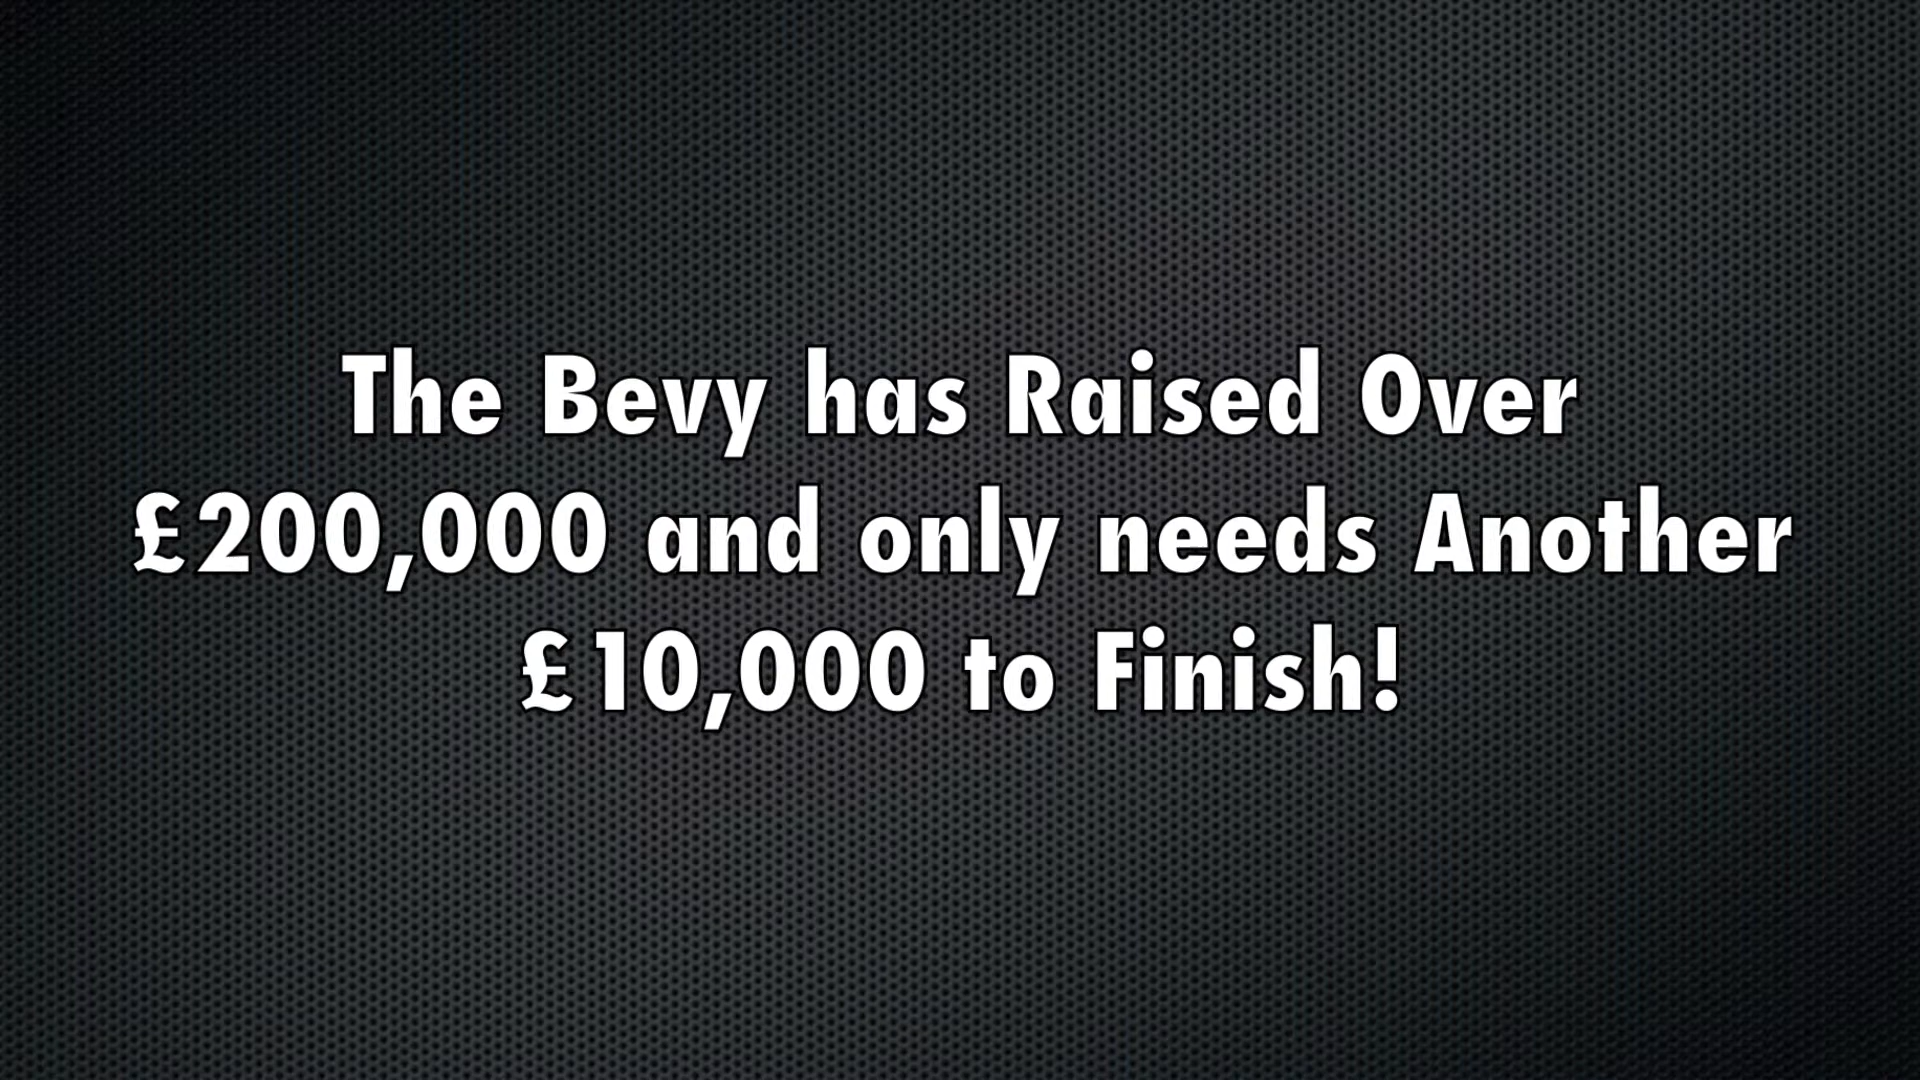 The Bevy has Raised Over
£200,000 and only needs Another
£10,000 to Finish!